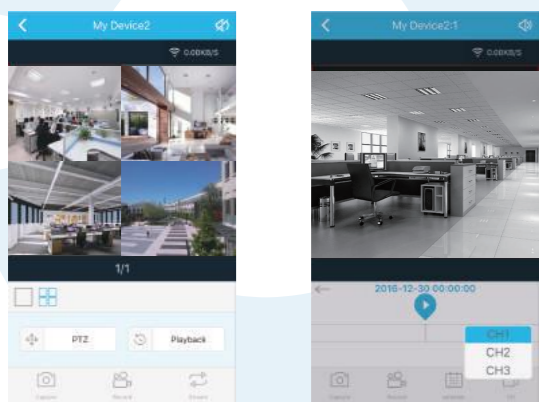 My Device2
0.00KB/S
1/1
PTZ
Playback
Capture
Record
Stream
My Device2:1
0.00KB/S
2016-12-30 00:00:00
CH1
CH2
CH3
Capture
Record